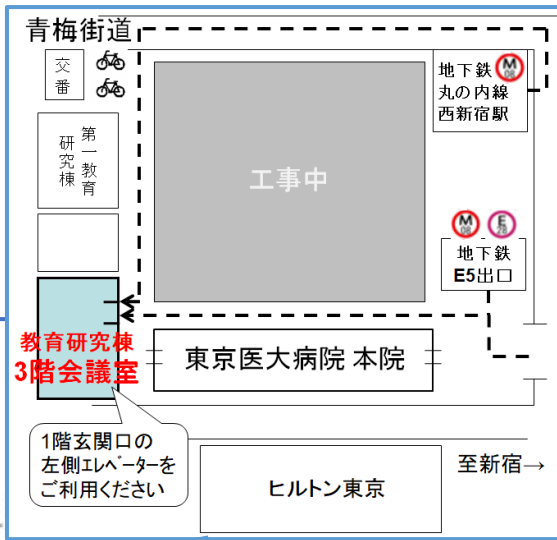 青梅街道
交番
地下鉄
丸の内線
西新宿駅
M
08
第一教育
研究棟
工事中
M
08
E
28
地下鉄
E5出口
教育研究棟
3階会議室
東京医大病院 本院
1階玄関口の
左側エレベーターを
ご利用ください
至新宿→
ヒルトン東京